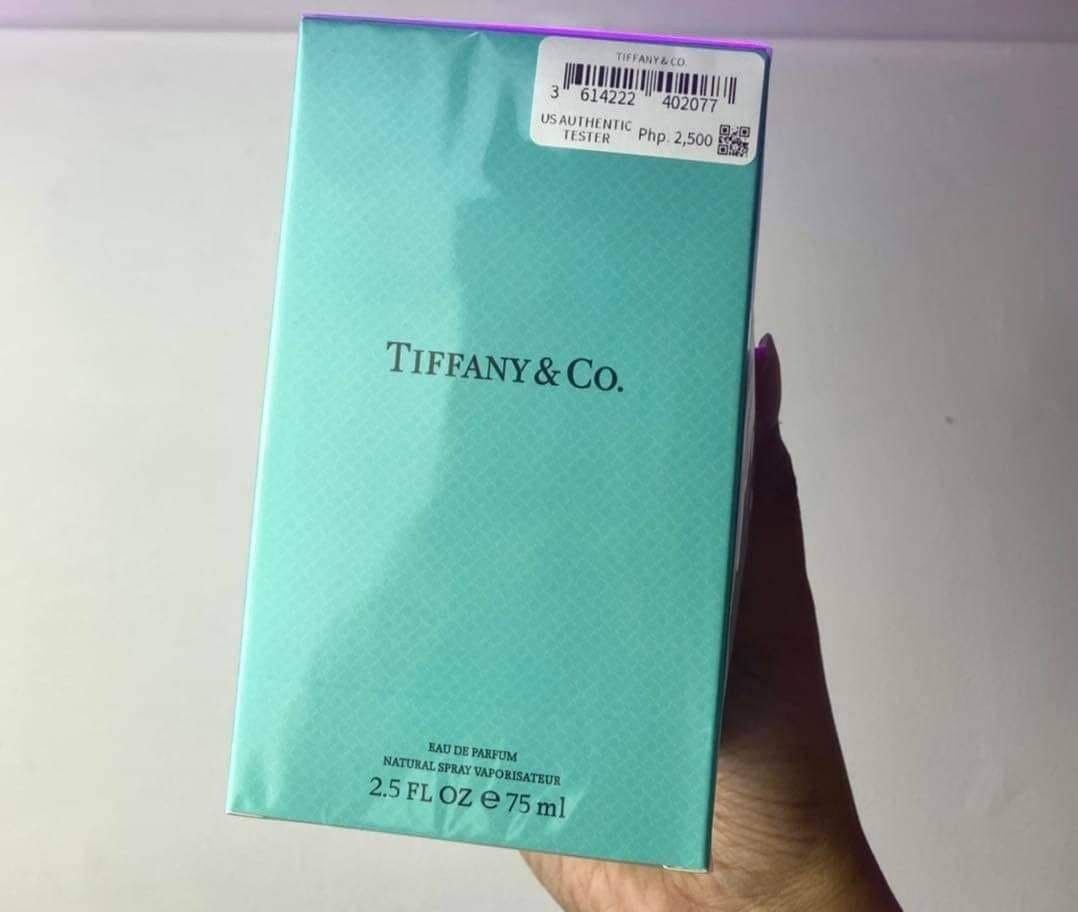 TIFFANY & CO.
3 614222 402077
US AUTHENTIC
TESTER
Php. 2,500
TIFFANY & CO.
EAU DE PARFUM
NATURAL SPRAY VAPORISATEUR
2.5 FL OZ ℮ 75 ml